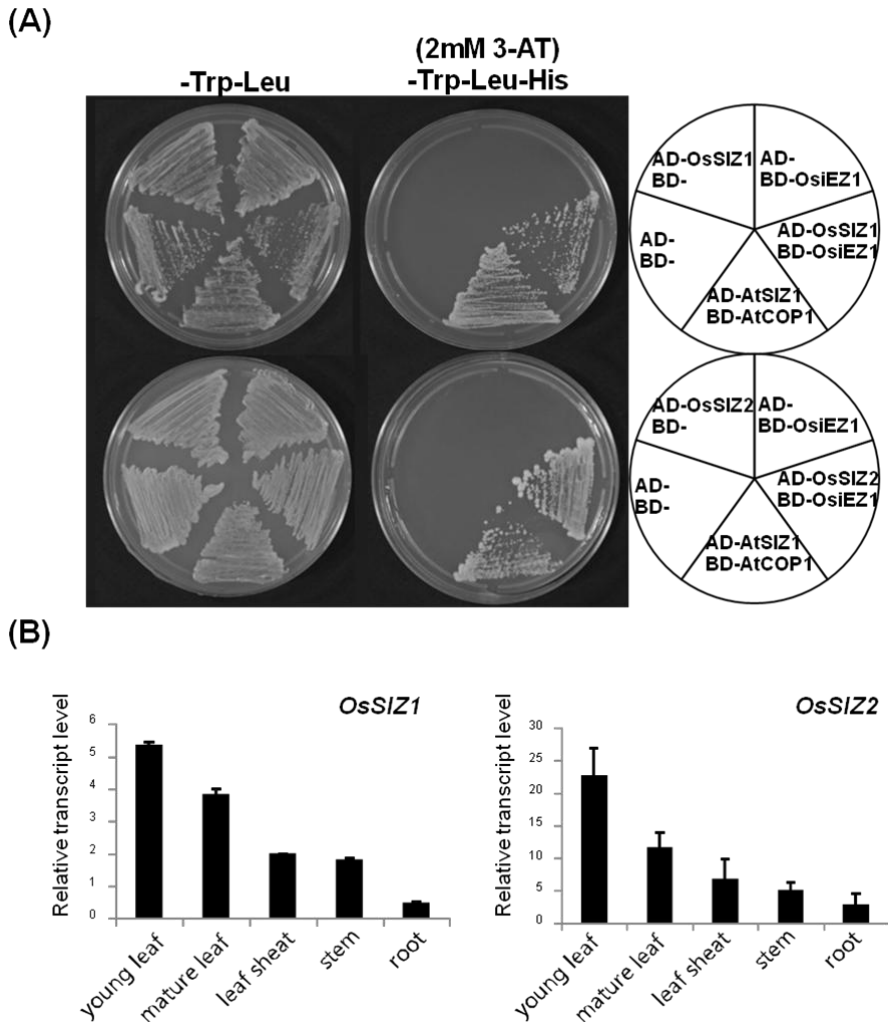 (A)
(2mM 3-AT)
-Trp-Leu
-Trp-Leu-His
AD-OsSIZ1
BD-
AD-
BD-OsiEZ1
AD-OsSIZ1
BD-OsiEZ1
AD-
BD-
AD-AtSIZ1
BD-AtCOP1
AD-OsSIZ2
BD-
AD-
BD-OsiEZ1
AD-OsSIZ2
BD-OsiEZ1
AD-
BD-
AD-AtSIZ1
BD-AtCOP1
(B)
OsSIZ1
Relative transcript level
6
5
4
3
2
1
0
young leaf
mature leaf
leaf sheat
stem
root
OsSIZ2
Relative transcript level
30
25
20
15
10
5
0
young leaf
mature leaf
leaf sheat
stem
root